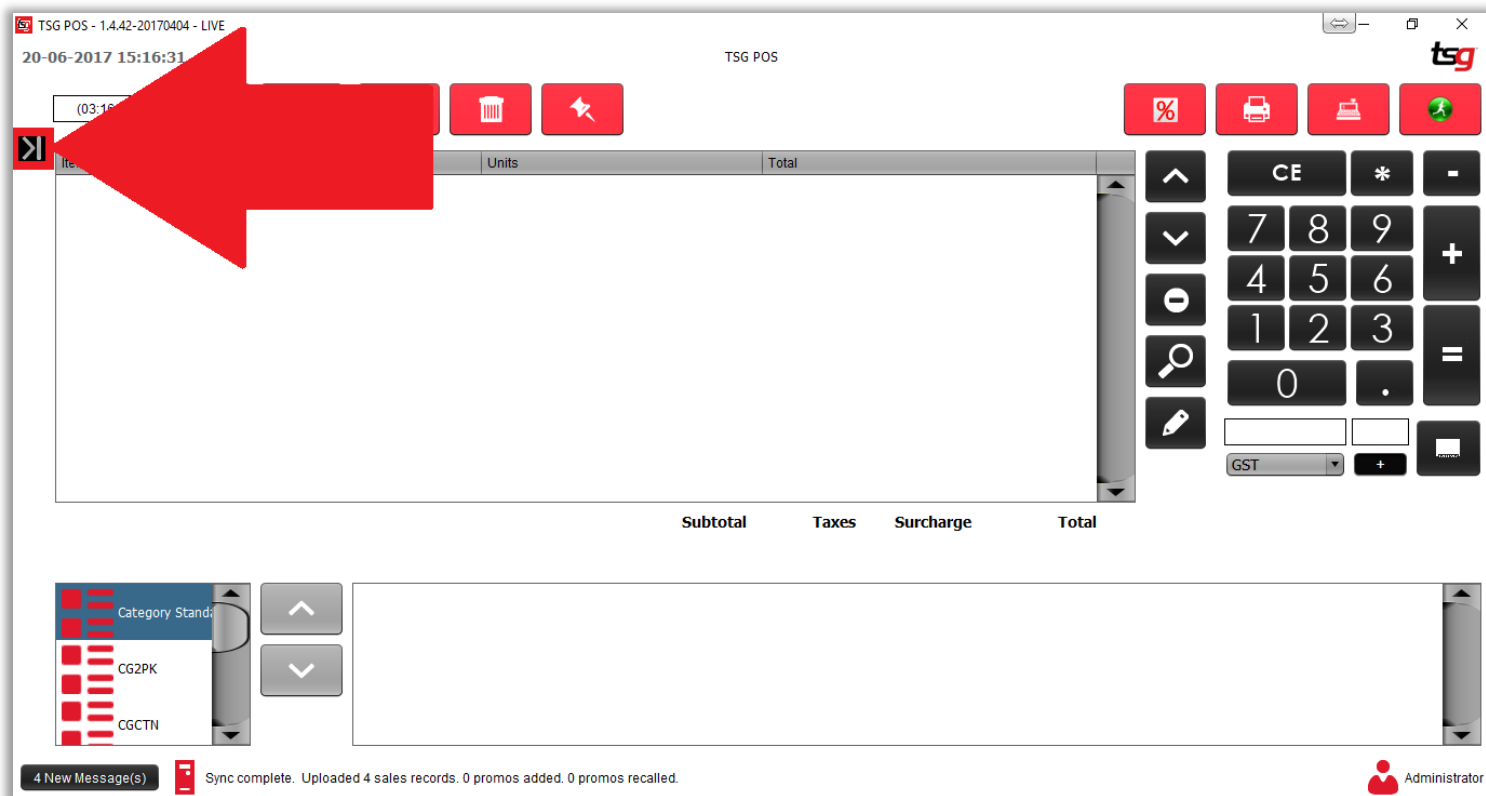 TSG POS - 1.4.42-20170404 - LIVE
20-06-2017 15:16:31
TSG POS
tsg
(03:16
Units Total
CE * -
7 8 9 +
4 5 6
1 2 3 =
0 .
GST +
Subtotal Taxes Surcharge Total
Category Standa
CG2PK
CGCTN
4 New Message(s) Sync complete. Uploaded 4 sales records. 0 promos added. 0 promos recalled. Administrator